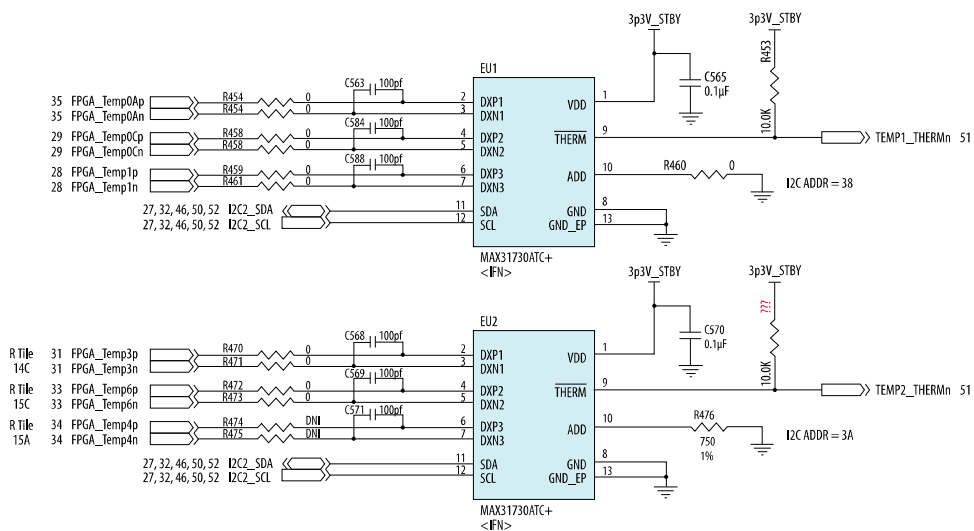 3p3V_STBY
3p3V_STBY
R453
10.0K
C565
0.1µF
EU1
C563 100pf
35 FPGA_Temp0Ap R454 0 2 DXP1
35 FPGA_Temp0An R454 0 3 DXN1
VDD 1
C584 100pf
29 FPGA_Temp0Cp R458 0 4 DXP2
29 FPGA_Temp0Cn R458 0 5 DXN2
THERM 9
TEMP1_THERMn 51
C588 100pf
28 FPGA_Temp1p R459 0 6 DXP3
28 FPGA_Temp1n R461 0 7 DXN3
ADD 10 R460 0
I2C ADDR = 38
27, 32, 46, 50, 52 I2C2_SDA 11 SDA
27, 32, 46, 50, 52 I2C2_SCL 12 SCL
GND 8
GND_EP 13
MAX31730ATC+
<IFN>
3p3V_STBY
3p3V_STBY
???
10.0K
C570
0.1µF
EU2
C568 100pf
R Tile 31 FPGA_Temp3p R470 0 2 DXP1
14C 31 FPGA_Temp3n R471 0 3 DXN1
VDD 1
C569 100pf
R Tile 33 FPGA_Temp6p R472 0 4 DXP2
15C 33 FPGA_Temp6n R473 0 5 DXN2
THERM 9
TEMP2_THERMn 51
C571 100pf
R Tile 34 FPGA_Temp4p R474 DNI 6 DXP3
15A 34 FPGA_Temp4n R475 DNI 7 DXN3
ADD 10 R476
750
1%
I2C ADDR = 3A
27, 32, 46, 50, 52 I2C2_SDA 11 SDA
27, 32, 46, 50, 52 I2C2_SCL 12 SCL
GND 8
GND_EP 13
MAX31730ATC+
<IFN>